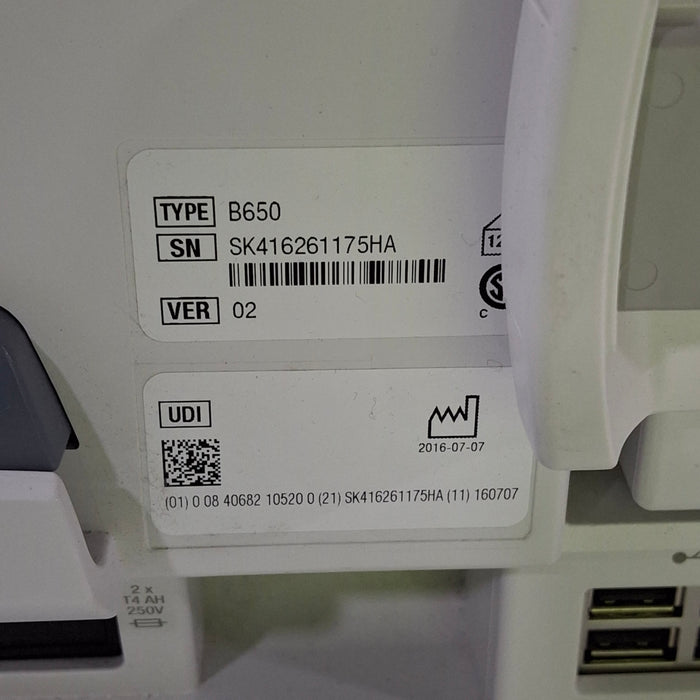 TYPE B650
SN SK416261175HA
VER 02
C
UDI
2016-07-07
(01) 0 08 40682 10520 0 (21) SK416261175HA (11) 160707
2 x
T4 AH
250V